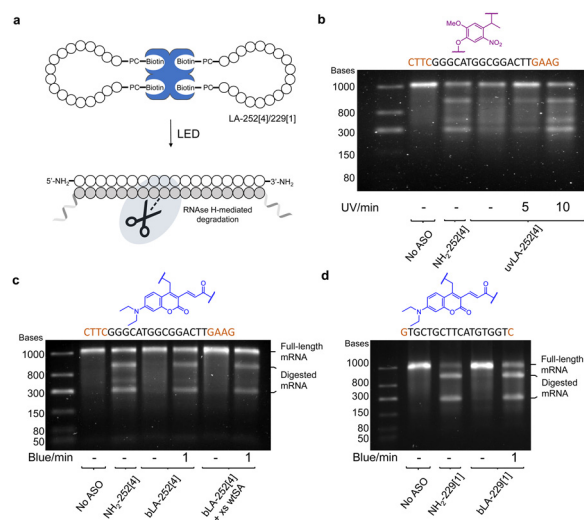 a
PC Biotin Biotin PC
PC Biotin Biotin PC
LA-252[4]/229[1]
LED
5'-NH2 3'-NH2
RNAse H-mediated
degradation
b
MeO
O NO2
CTTCGGGCATGGCGGACTTGAAG
Bases
1000
800
300
150
80
UV/min - - - 5 10
No ASO
NH2-252[4]
uvLA-252[4]
c
O
N O O
CTTCGGGCATGGCGGACTTGAAG
Bases
1000
800
300
150
80
50
Full-length
mRNA
Digested
mRNA
Blue/min - - - 1 - 1
No ASO
NH2-252[4]
bLA-252[4]
bLA-252[4]
+ xs wtSA
d
O
N O O
GTGCTGCTTCATGTGGTC
Bases
1000
800
300
150
80
50
Full-length
mRNA
Digested
mRNA
Blue/min - - - 1
No ASO
NH2-229[1]
bLA-229[1]